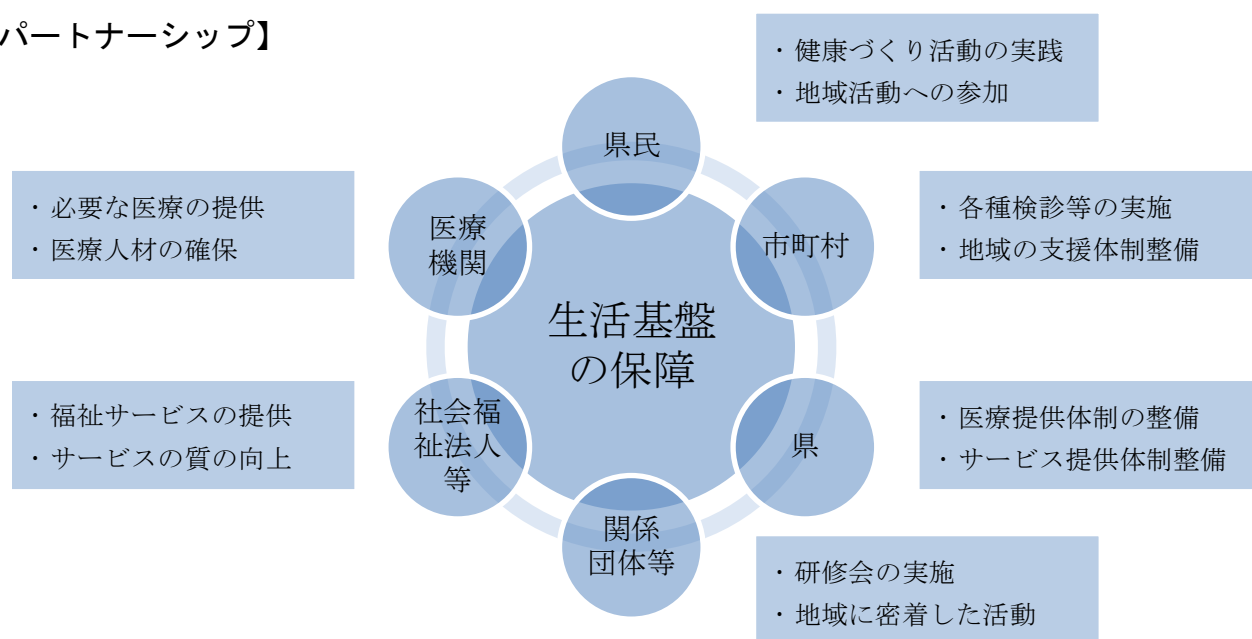 パートナーシップ】
・健康づくり活動の実践
・地域活動への参加
県民
・必要な医療の提供
・医療人材の確保
医療
機関
市町村
・各種検診等の実施
・地域の支援体制整備
生活基盤
の保障
・福祉サービスの提供
・サービスの質の向上
社会福
祉法人
等
県
・医療提供体制の整備
・サービス提供体制整備
関係
団体等
・研修会の実施
・地域に密着した活動